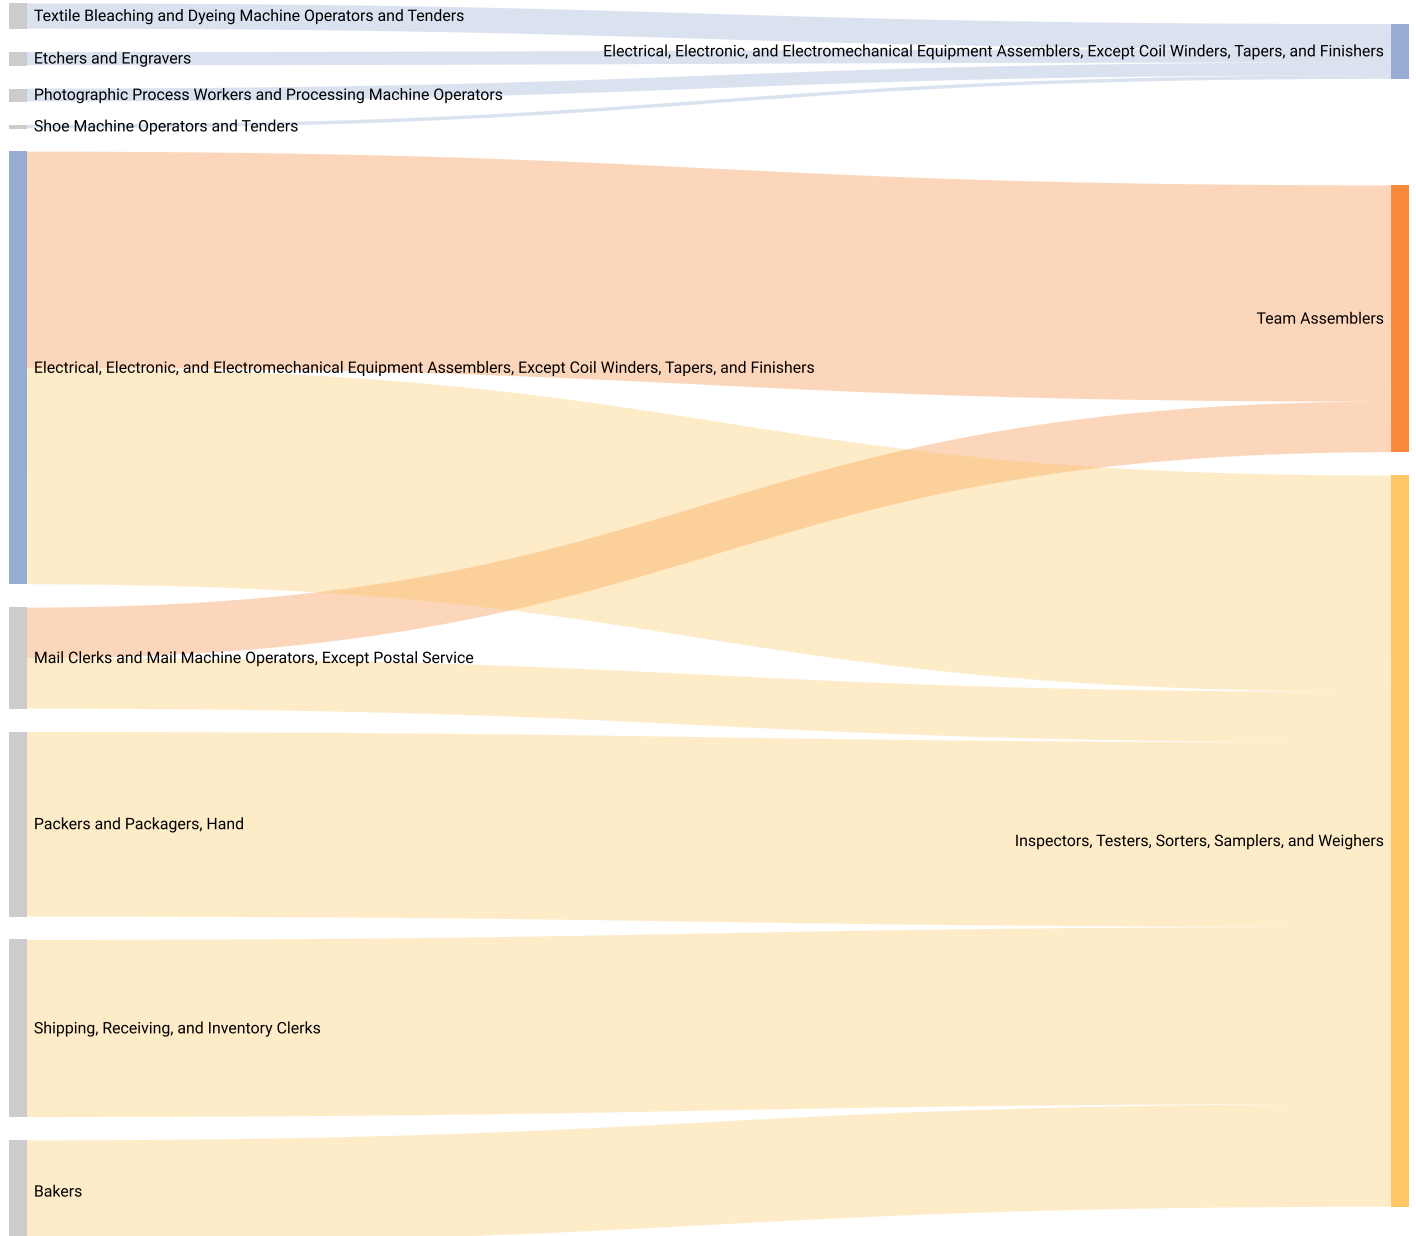 Textile Bleaching and Dyeing Machine Operators and Tenders
Electrical, Electronic, and Electromechanical Equipment Assemblers, Except Coil Winders, Tapers, and Finishers
Etchers and Engravers
Photographic Process Workers and Processing Machine Operators
Shoe Machine Operators and Tenders
Team Assemblers
Electrical, Electronic, and Electromechanical Equipment Assemblers, Except Coil Winders, Tapers, and Finishers
Mail Clerks and Mail Machine Operators, Except Postal Service
Packers and Packagers, Hand
Inspectors, Testers, Sorters, Samplers, and Weighers
Shipping, Receiving, and Inventory Clerks
Bakers